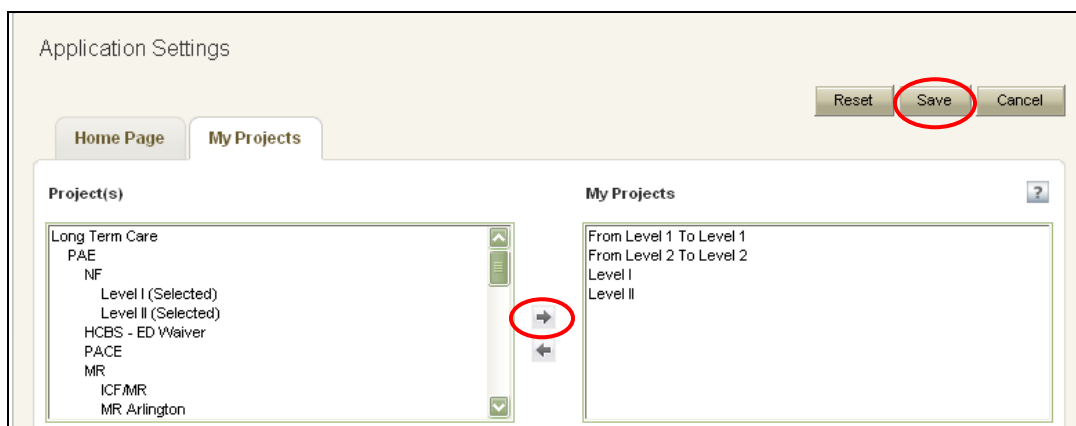 Application Settings
Reset Save Cancel
Home Page My Projects
Project(s)
Long Term Care
PAE
NF
Level I (Selected)
Level II (Selected)
HCBS - ED Waiver
PACE
MR
ICF/MR
MR Arlington
My Projects ?
From Level 1 To Level 1
From Level 2 To Level 2
Level I
Level II